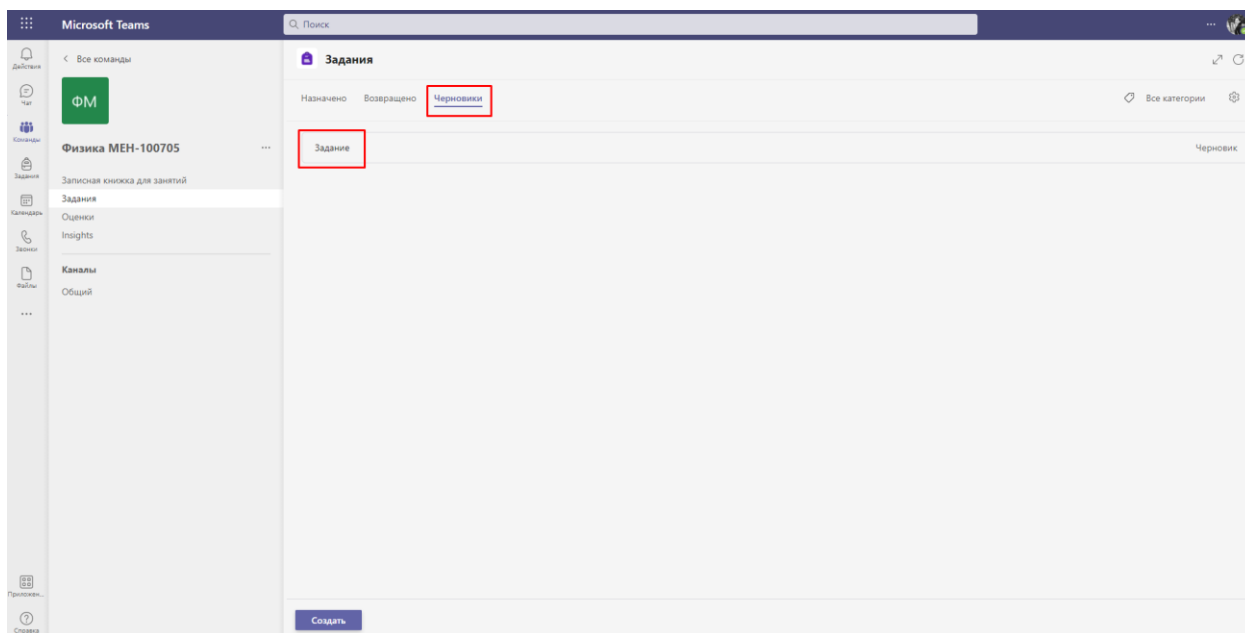 Microsoft Teams
Поиск
Действия
Чат
Команды
Задания
Календарь
Звонки
Файлы
Приложен...
Справка
Все команды
ФМ
Физика МЕН-100705
Записная книжка для занятий
Задания
Оценки
Insights
Каналы
Общий
Задания
Назначено Возвращено Черновики
Все категории
Задание
Черновик
Создать